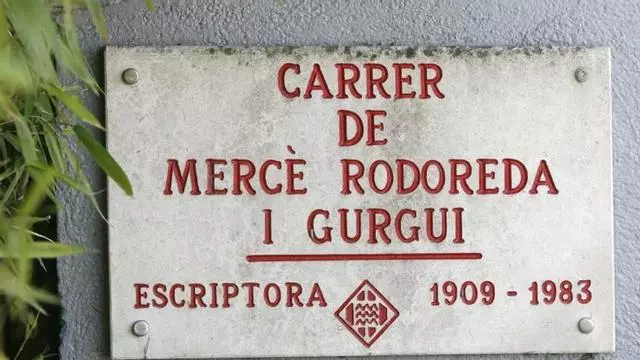 CARRER
DE
MERCÈ RODOREDA
I GURGUI
ESCRIPTORA 1909 - 1983